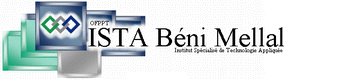 OFPPT
ISTA Béni Mellal
Institut Spécialisé de Technologie Appliquée